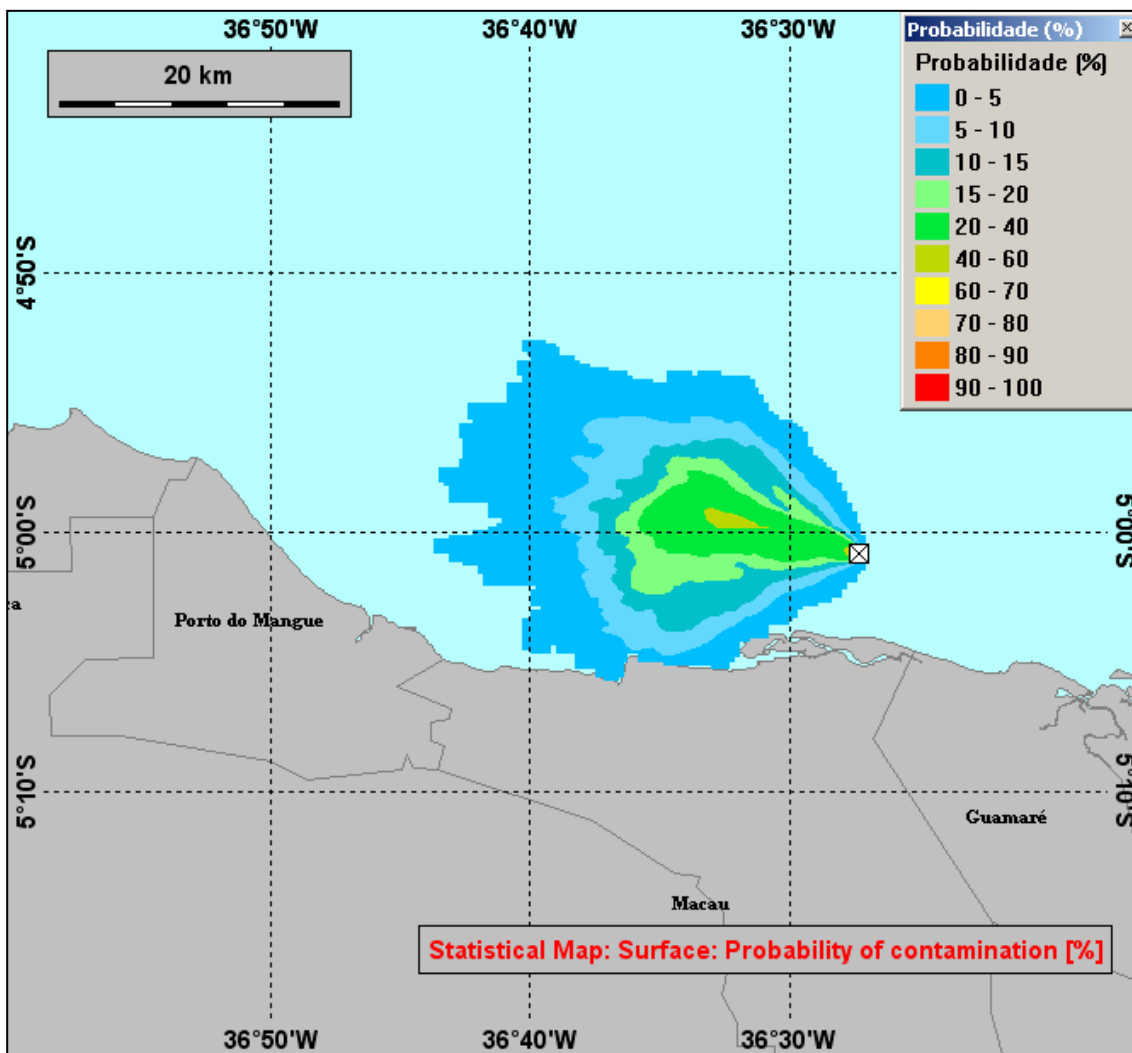 36°50'W 36°40'W 36°30'W
Probabilidade (%)
20 km
Probabilidade (%)
0 - 5
5 - 10
10 - 15
15 - 20
20 - 40
40 - 60
60 - 70
70 - 80
80 - 90
90 - 100
4°50'S
5°00'S
5°00'S
ca
Porto do Mangue
5°10'S
5°10'S
Guamaré
Macau
Statistical Map: Surface: Probability of contamination [%]
36°50'W 36°40'W 36°30'W